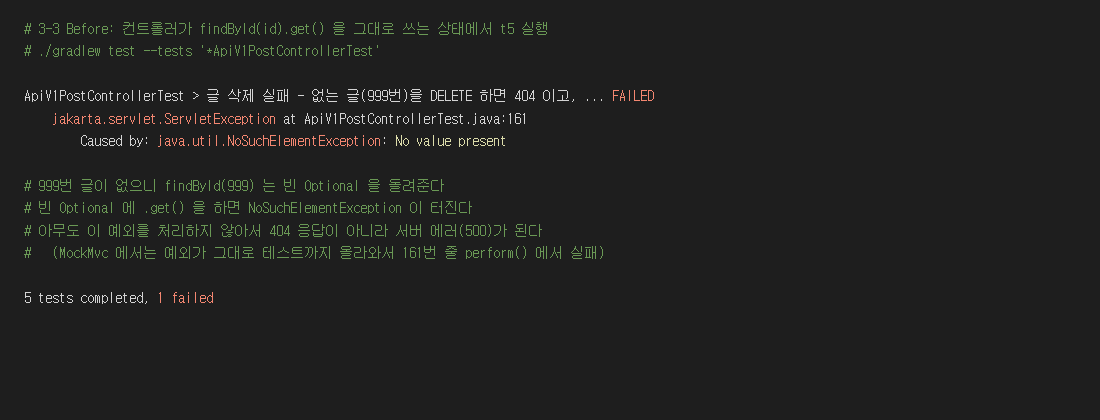 # 3-3 Before: 컨트롤러가 findById(id).get() 을 그대로 쓰는 상태에서 t5 실행
# ./gradlew test --tests '*ApiV1PostControllerTest'
ApiV1PostControllerTest > 글 삭제 실패 - 없는 글(999번)을 DELETE 하면 404 이고, ... FAILED
jakarta.servlet.ServletException at ApiV1PostControllerTest.java:161
Caused by: java.util.NoSuchElementException: No value present
# 999번 글이 없으니 findById(999) 는 빈 Optional 을 돌려준다
# 빈 Optional 에 .get() 을 하면 NoSuchElementException 이 터진다
# 아무도 이 예외를 처리하지 않아서 404 응답이 아니라 서버 에러(500)가 된다
#   (MockMvc 에서는 예외가 그대로 테스트까지 올라와서 161번 줄 perform() 에서 실패)
5 tests completed, 1 failed